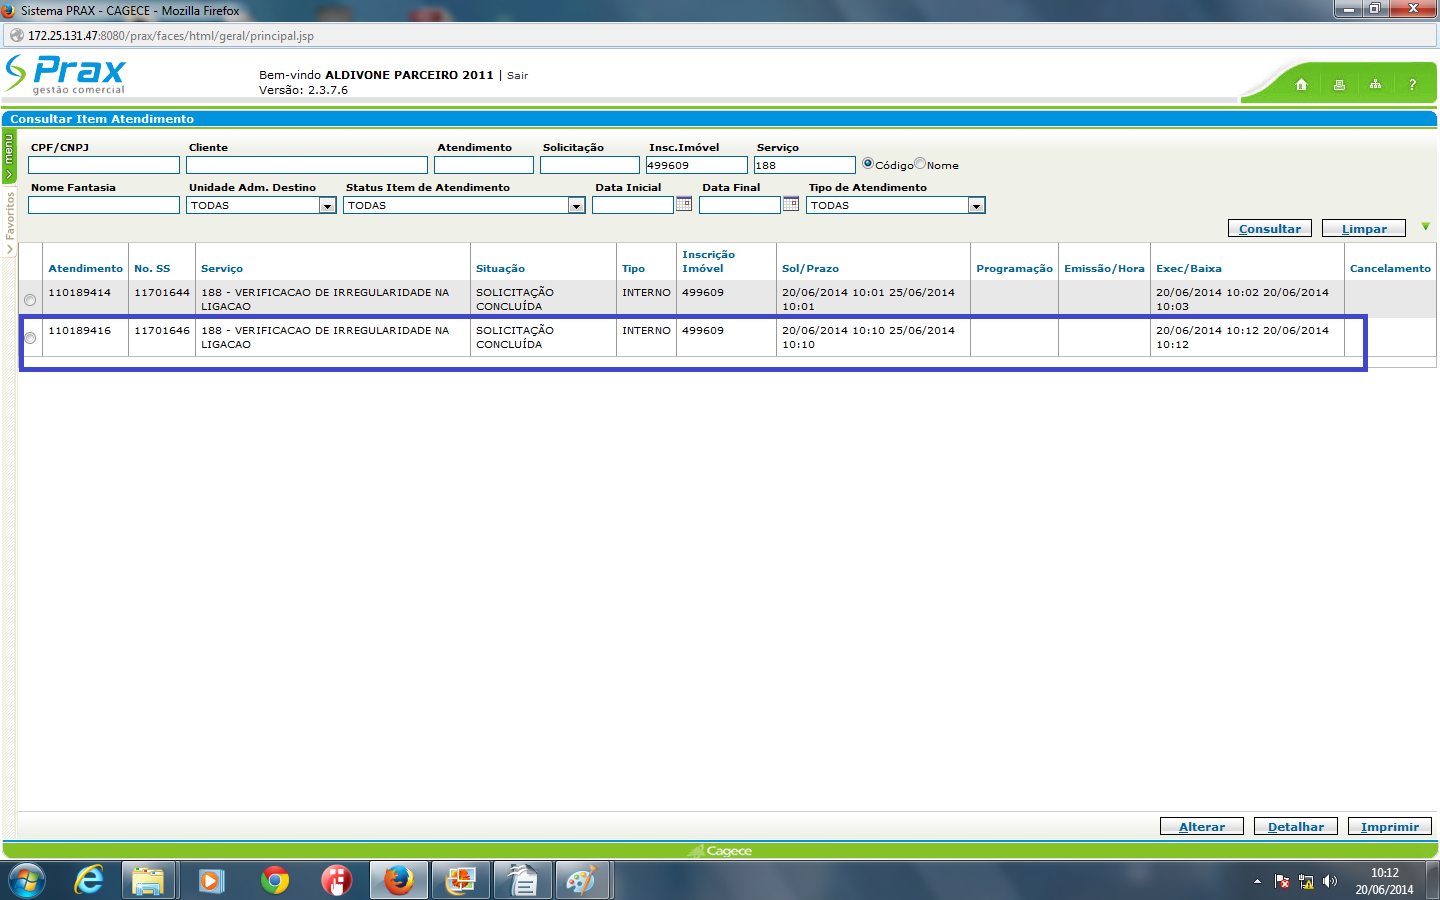 Sistema PRAX - CAGECE - Mozilla Firefox
172.25.131.47:8080/prax/faces/html/geral/principal.jsp
Prax
gestão comercial
Bem-vindo ALDIVONE PARCEIRO 2011 | Sair
Versão: 2.3.7.6
?
Consultar Item Atendimento
menu
Favoritos
CPF/CNPJ Cliente Atendimento Solicitação Insc.Imóvel Serviço
499609 188 Código Nome
Nome Fantasia Unidade Adm. Destino Status Item de Atendimento Data Inicial Data Final Tipo de Atendimento
TODAS TODAS TODAS
Consultar Limpar
Atendimento No. SS Serviço Situação Tipo Inscrição Imóvel Sol/Prazo Programação Emissão/Hora Exec/Baixa Cancelamento
110189414 11701644 188 - VERIFICACAO DE IRREGULARIDADE NA SOLICITAÇÃO INTERNO 499609 20/06/2014 10:01 25/06/2014 20/06/2014 10:02 20/06/2014
LIGACAO CONCLUÍDA 10:01 10:03
110189416 11701646 188 - VERIFICACAO DE IRREGULARIDADE NA SOLICITAÇÃO INTERNO 499609 20/06/2014 10:10 25/06/2014 20/06/2014 10:12 20/06/2014
LIGACAO CONCLUÍDA 10:10 10:12
Alterar Detalhar Imprimir
Cagece
10:12
20/06/2014